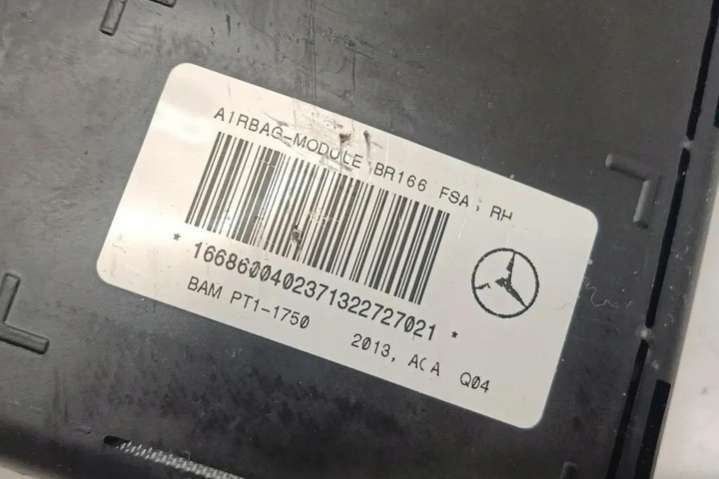 AIRBAG-MODULE BR166 FSA, RH
*1668600402371322727021*
BAM PT1-1750
2013, ACA Q04